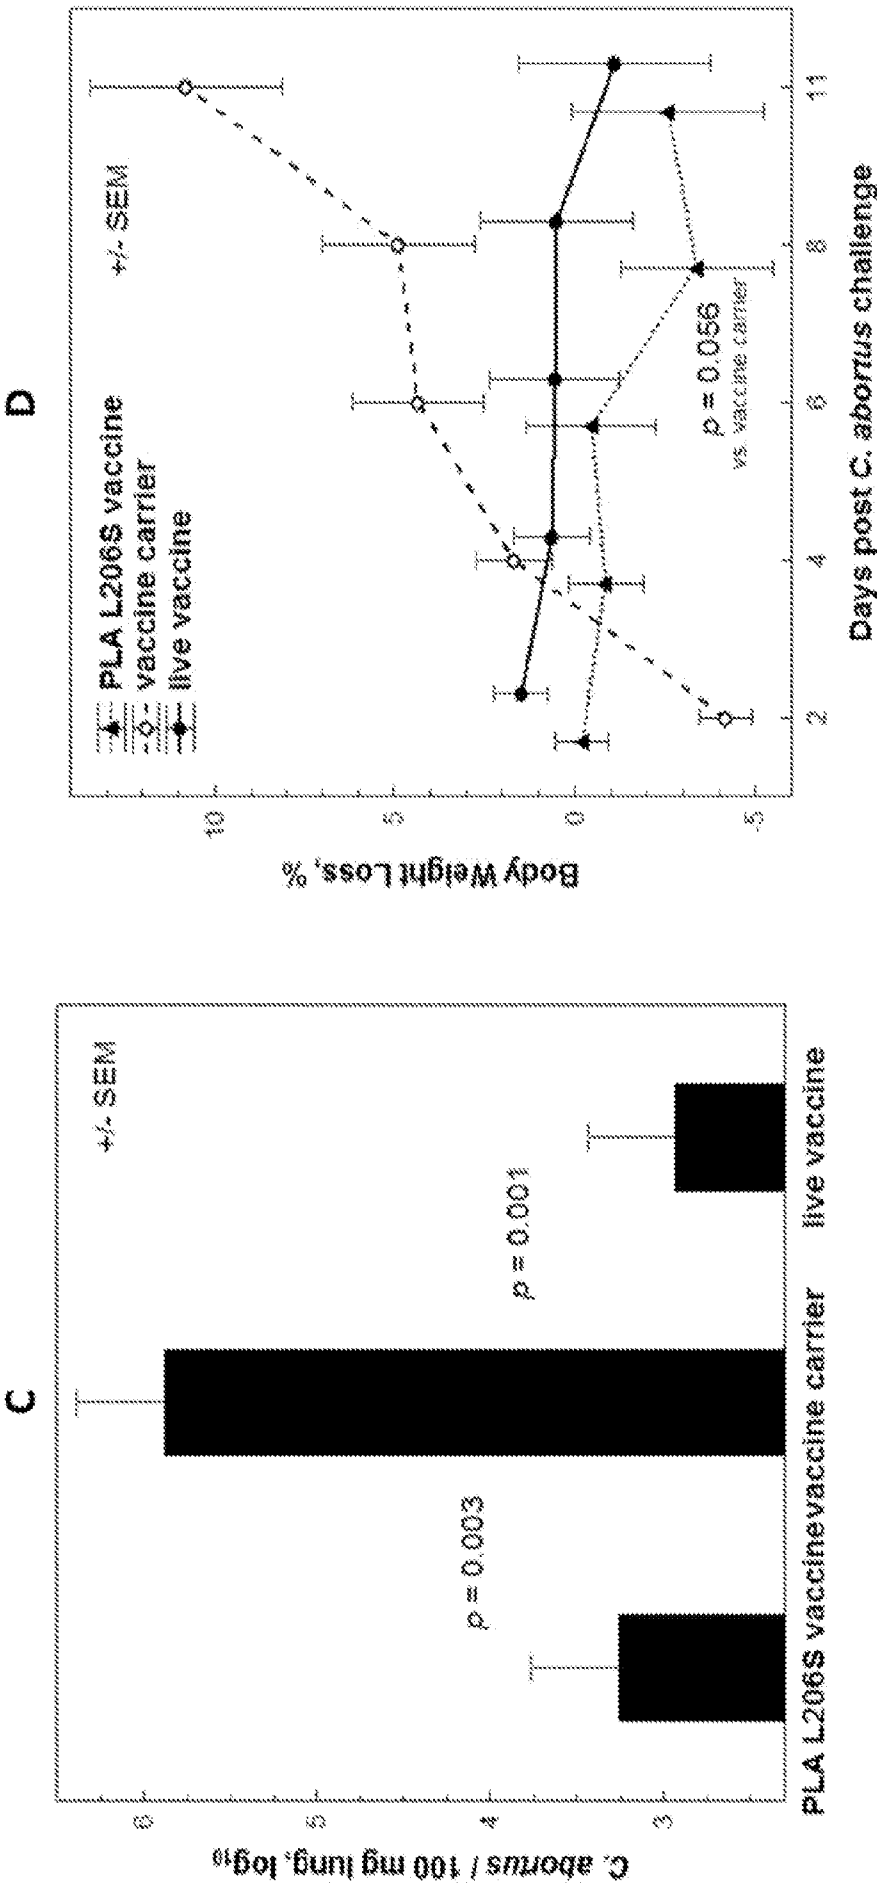 C
+/- SEM
p = 0.003
p = 0.001
6
5
4
3
C. abortus / 100 mg lung, log10
PLA L206S vaccine
vaccine carrier
live vaccine
D
PLA L206S vaccine
vaccine carrier
live vaccine
+/- SEM
10
5
0
-5
Body Weight Loss, %
p = 0.056
vs. vaccine carrier
2
4
6
8
11
Days post C. abortus challenge